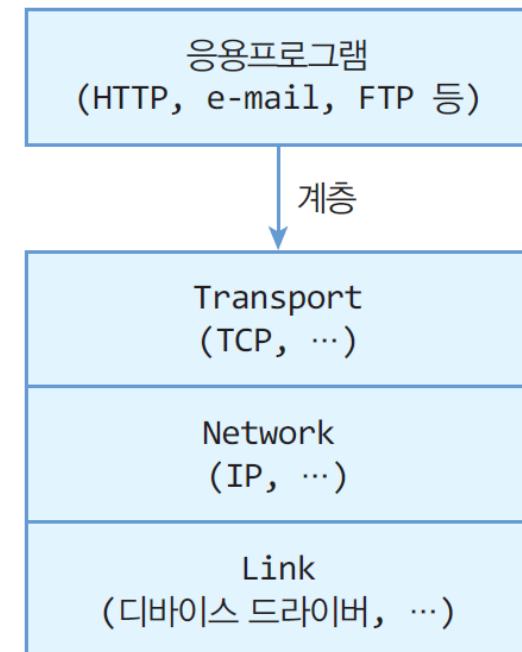 응용프로그램
(HTTP, e-mail, FTP 등)
계층
Transport
(TCP, …)
Network
(IP, …)
Link
(디바이스 드라이버, …)